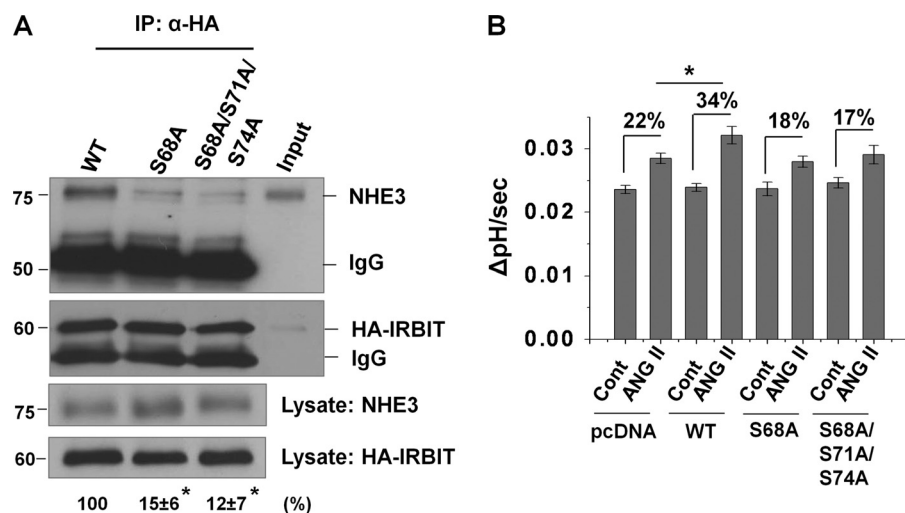 A
IP: α-HA
WT
S68A
S68A/S71A/
S74A
Input
75
NHE3
50
IgG
60
HA-IRBIT
IgG
75
Lysate: NHE3
60
Lysate: HA-IRBIT
100 15±6* 12±7* (%)
B
*
22%
34%
18%
17%
ΔpH/sec
0.03
0.02
0.01
0.00
Cont ANG II Cont ANG II Cont ANG II Cont ANG II
pcDNA WT S68A S68A/
S71A/
S74A